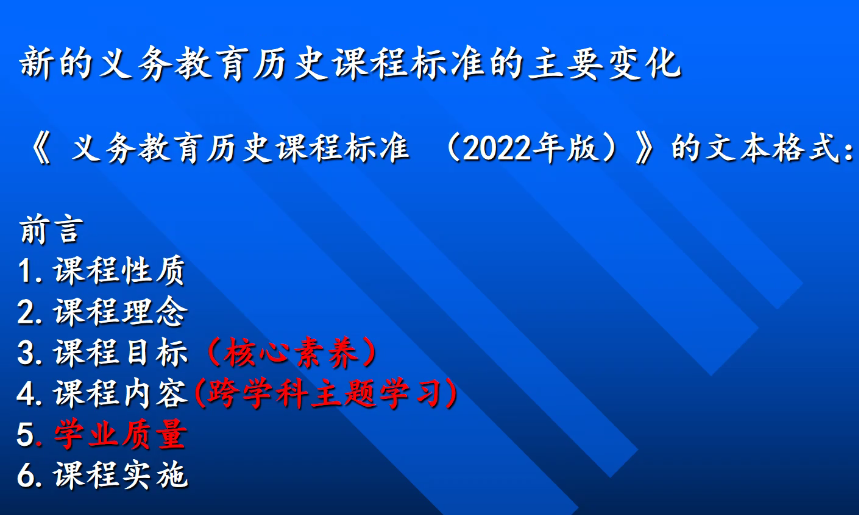 新的义务教育历史课程标准的主要变化
《 义务教育历史课程标准 （2022年版）》的文本格式：
前言
1.课程性质
2.课程理念
3.课程目标（核心素养）
4.课程内容(跨学科主题学习)
5.学业质量
6.课程实施